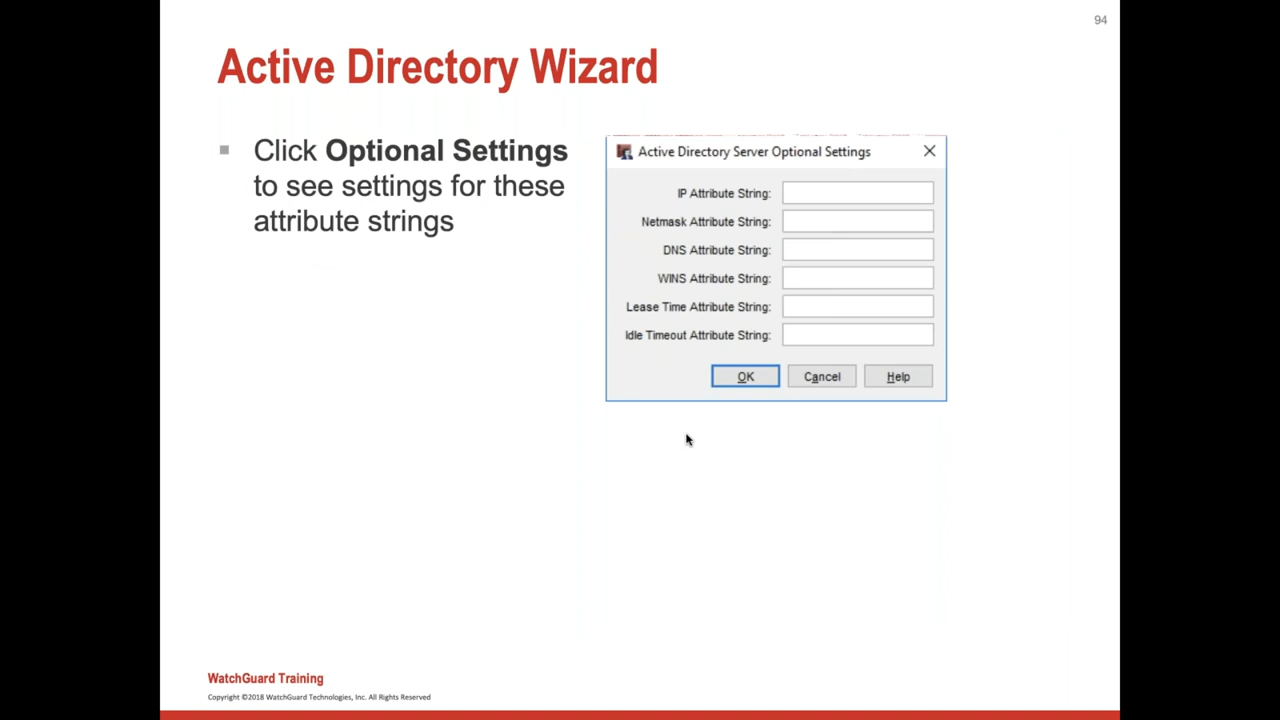 94
Active Directory Wizard
Click Optional Settings
to see settings for these
attribute strings
Active Directory Server Optional Settings
IP Attribute String:
Netmask Attribute String:
DNS Attribute String:
WINS Attribute String:
Lease Time Attribute String:
Idle Timeout Attribute String:
OK Cancel Help
WatchGuard Training
Copyright ©2018 WatchGuard Technologies, Inc. All Rights Reserved